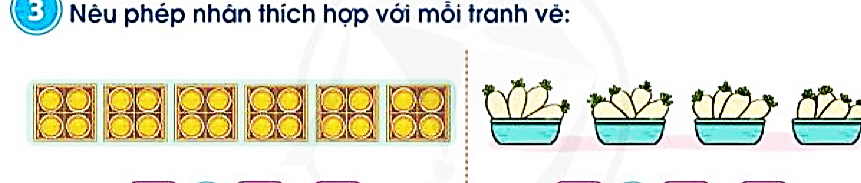 3 Nêu phép nhân thích hợp với mỗi tranh vẽ: